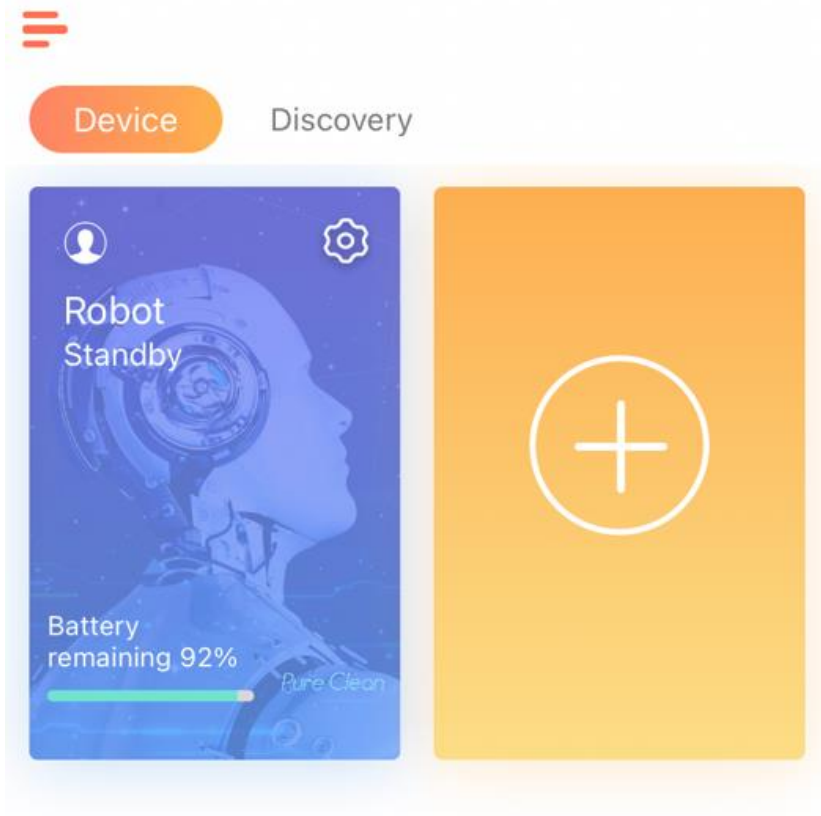 Device
Discovery
Robot
Standby
Battery
remaining 92%
Pure Clean